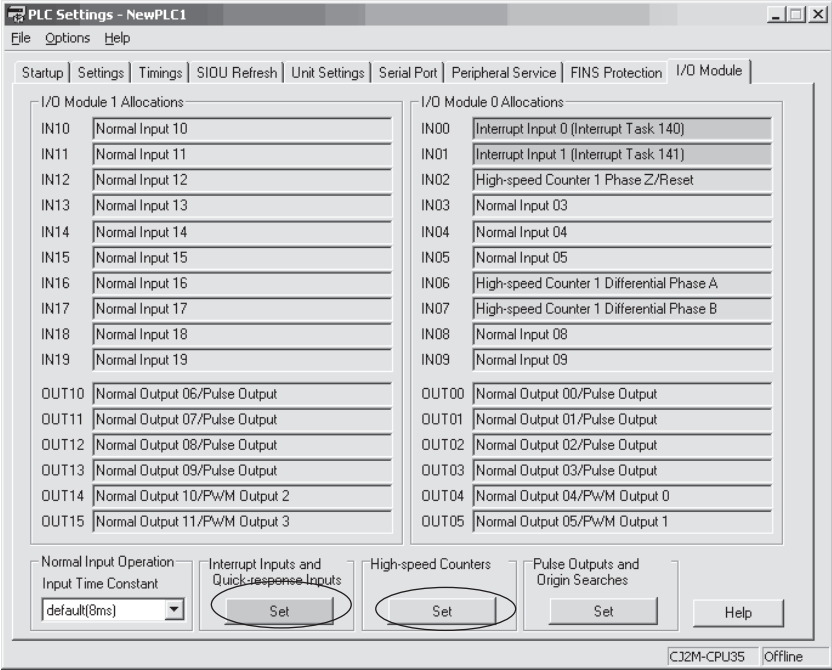 PLC Settings - NewPLC1
File Options Help
Startup Settings Timings SIOU Refresh Unit Settings Serial Port Peripheral Service FINS Protection I/O Module
I/O Module 1 Allocations
IN10 Normal Input 10
IN11 Normal Input 11
IN12 Normal Input 12
IN13 Normal Input 13
IN14 Normal Input 14
IN15 Normal Input 15
IN16 Normal Input 16
IN17 Normal Input 17
IN18 Normal Input 18
IN19 Normal Input 19
OUT10 Normal Output 06/Pulse Output
OUT11 Normal Output 07/Pulse Output
OUT12 Normal Output 08/Pulse Output
OUT13 Normal Output 09/Pulse Output
OUT14 Normal Output 10/PWM Output 2
OUT15 Normal Output 11/PWM Output 3
I/O Module 0 Allocations
IN00 Interrupt Input 0 (Interrupt Task 140)
IN01 Interrupt Input 1 (Interrupt Task 141)
IN02 High-speed Counter 1 Phase Z/Reset
IN03 Normal Input 03
IN04 Normal Input 04
IN05 Normal Input 05
IN06 High-speed Counter 1 Differential Phase A
IN07 High-speed Counter 1 Differential Phase B
IN08 Normal Input 08
IN09 Normal Input 09
OUT00 Normal Output 00/Pulse Output
OUT01 Normal Output 01/Pulse Output
OUT02 Normal Output 02/Pulse Output
OUT03 Normal Output 03/Pulse Output
OUT04 Normal Output 04/PWM Output 0
OUT05 Normal Output 05/PWM Output 1
Normal Input Operation
Input Time Constant
default(8ms)
Interrupt Inputs and
Quick-response Inputs
Set
High-speed Counters
Set
Pulse Outputs and
Origin Searches
Set
Help
CJ2M-CPU35 Offline